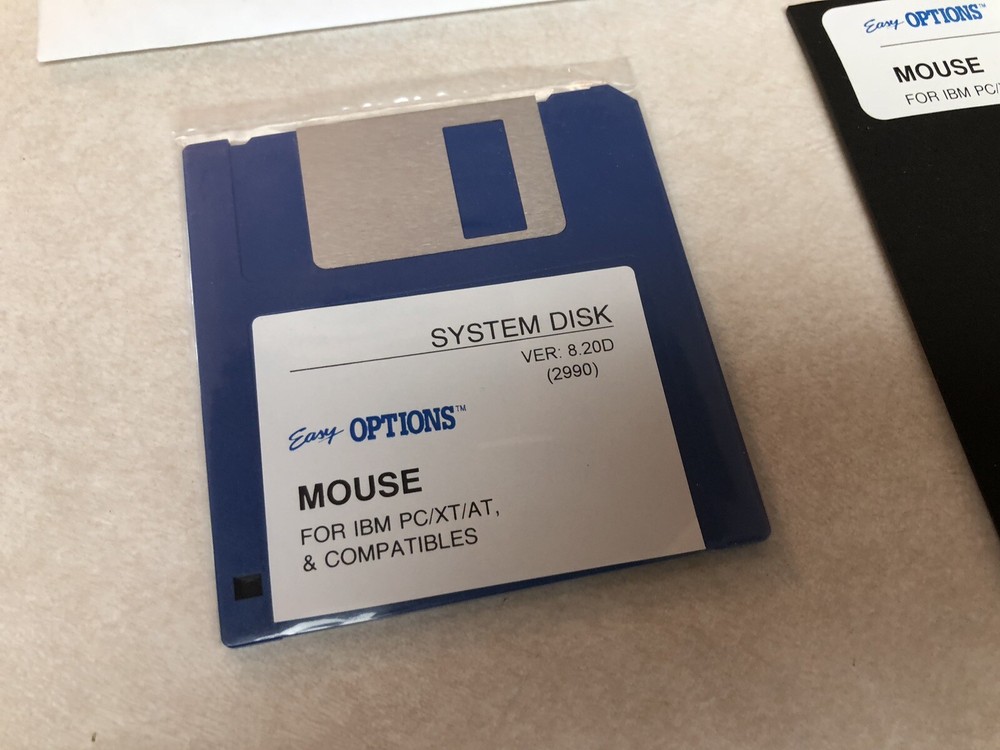 SYSTEM DISK
VER: 8.20D
(2990)
Easy OPTIONS™
MOUSE
FOR IBM PC/XT/AT,
& COMPATIBLES
Easy OPTIONS™
MOUSE
FOR IBM PC/